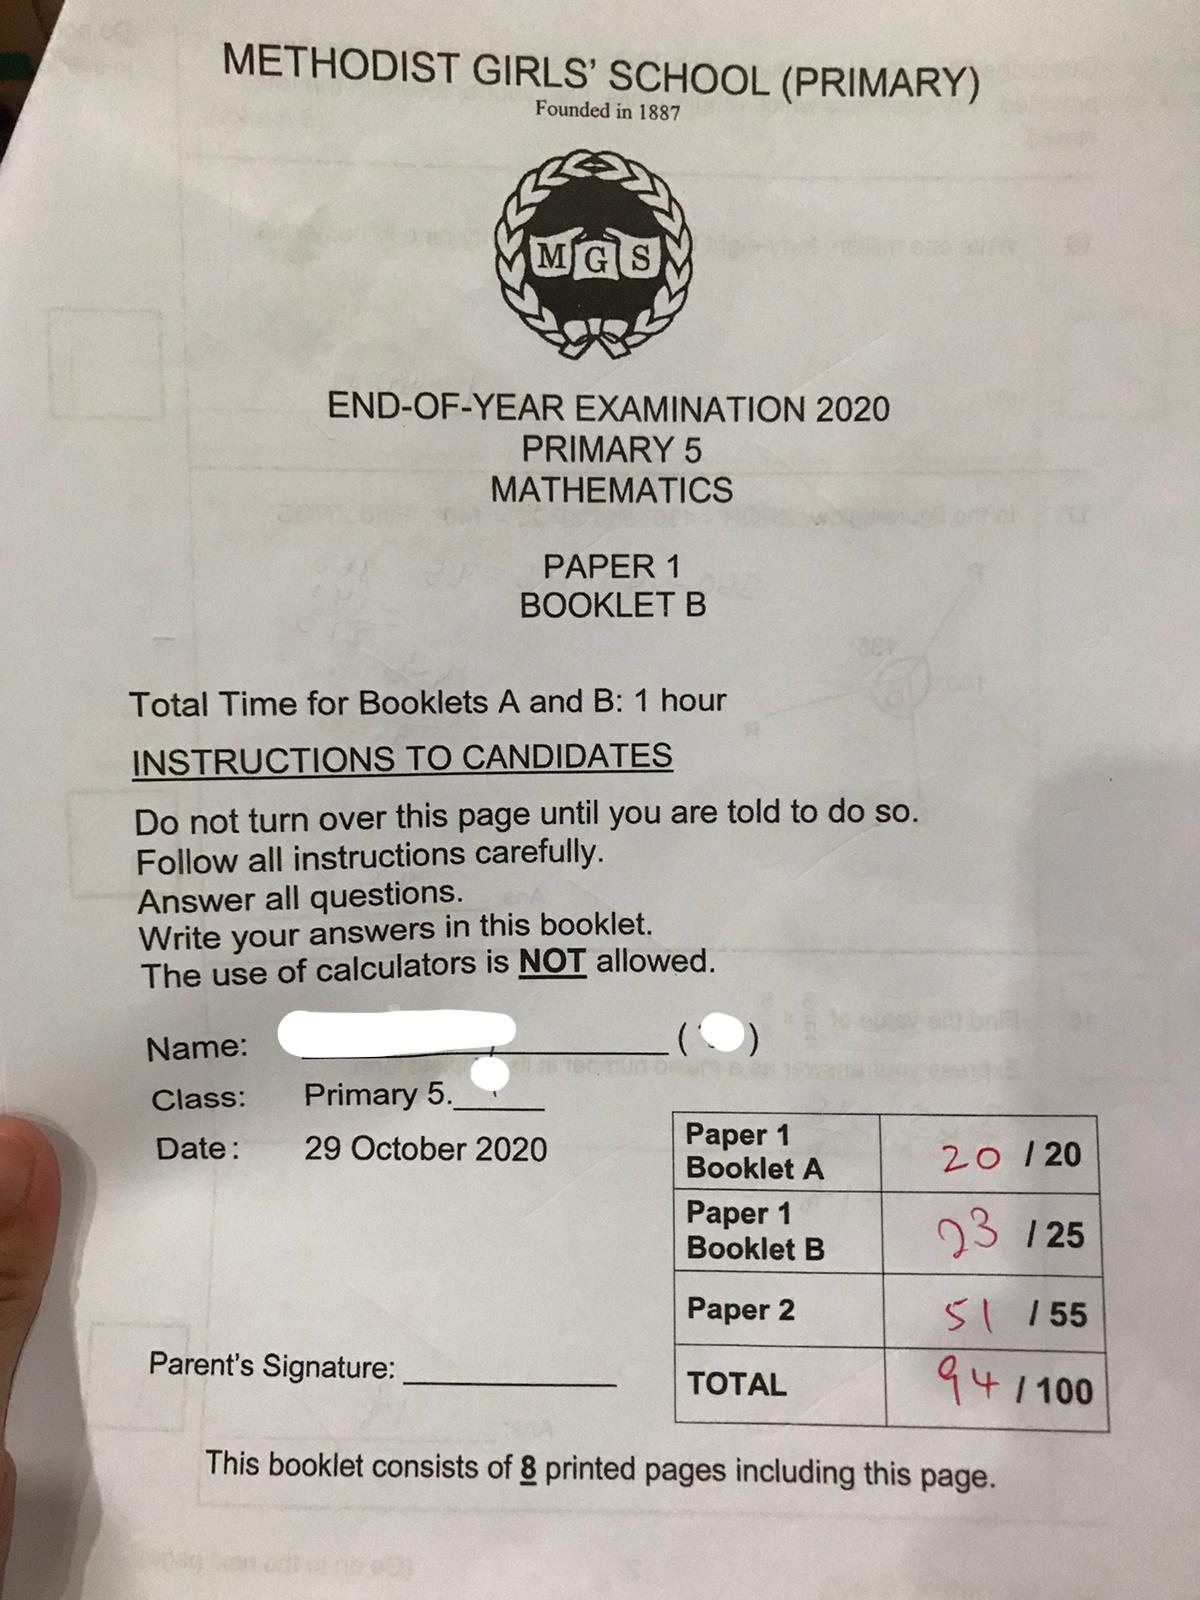 METHODIST GIRLS' SCHOOL (PRIMARY)
Founded in 1887
M G S
END-OF-YEAR EXAMINATION 2020
PRIMARY 5
MATHEMATICS
PAPER 1
BOOKLET B
Total Time for Booklets A and B: 1 hour
INSTRUCTIONS TO CANDIDATES
Do not turn over this page until you are told to do so.
Follow all instructions carefully.
Answer all questions.
Write your answers in this booklet.
The use of calculators is NOT allowed.
Name: ( )
Class: Primary 5.
Date: 29 October 2020
Paper 1
Booklet A 20 / 20
Paper 1
Booklet B 23 / 25
Paper 2 51 / 55
TOTAL 94 / 100
Parent's Signature:
This booklet consists of 8 printed pages including this page.